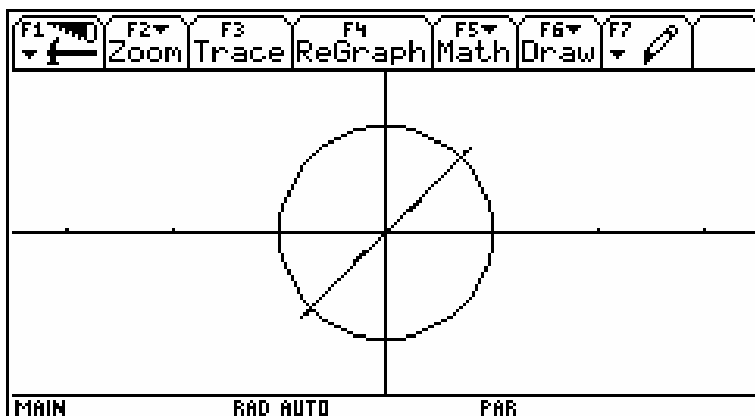 F1 F2 F3 F4 F5 F6 F7
Zoom Trace ReGraph Math Draw
MAIN RAD AUTO PAR